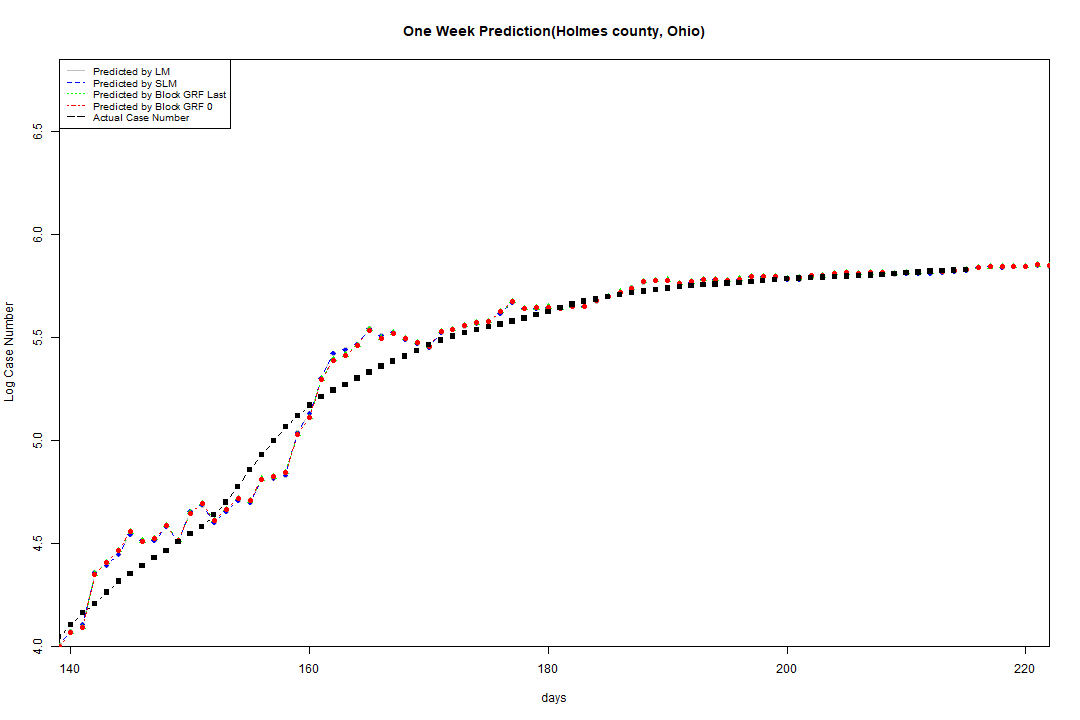 One Week Prediction(Holmes county, Ohio)
Predicted by LM
Predicted by SLM
Predicted by Block GRF Last
Predicted by Block GRF 0
Actual Case Number
Log Case Number
6.5
6.0
5.5
5.0
4.5
4.0
140 160 180 200 220
days